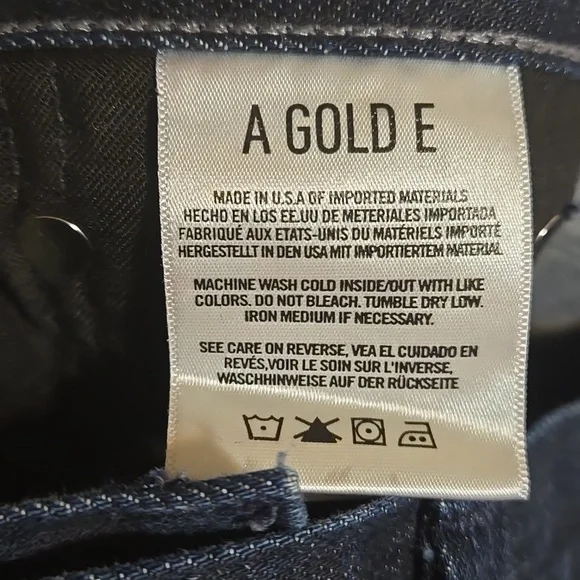 A GOLD E
MADE IN U.S.A OF IMPORTED MATERIALS
HECHO EN LOS EE.UU DE METERIALES IMPORTADA
FABRIQUÉ AUX ETATS-UNIS DU MATÉRIELS IMPORTÉ
HERGESTELLT IN DEN USA MIT IMPORTIERTEM MATERIAL
MACHINE WASH COLD INSIDE/OUT WITH LIKE
COLORS. DO NOT BLEACH. TUMBLE DRY LOW.
IRON MEDIUM IF NECESSARY.
SEE CARE ON REVERSE, VEA EL CUIDADO EN
REVÉS,VOIR LE SOIN SUR L'INVERSE,
WASCHHINWEISE AUF DER RÜCKSEITE